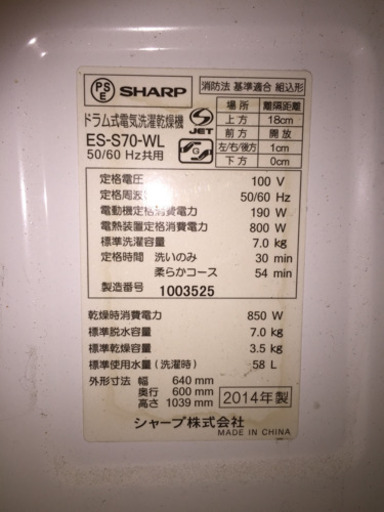 PS
E
SHARP
ドラム式電気洗濯乾燥機
ES-S70-WL
50/60 Hz共用
S
JET
G
消防法 基準適合 組込形
場所 離隔距離
上方 18cm
前方 開放
左/右/後方 1cm
下方 0cm
定格電圧 100 V
定格周波数 50/60 Hz
電動機定格消費電力 190 W
電熱装置定格消費電力 800 W
標準洗濯容量 7.0 kg
定格時間 洗いのみ 30 min
柔らかコース 54 min
製造番号 1003525
乾燥時消費電力 850 W
標準脱水容量 7.0 kg
標準乾燥容量 3.5 kg
標準使用水量(洗濯時) 58 L
外形寸法 幅 640 mm
奥行 600 mm
高さ 1039 mm
2014年製
シャープ株式会社
MADE IN CHINA